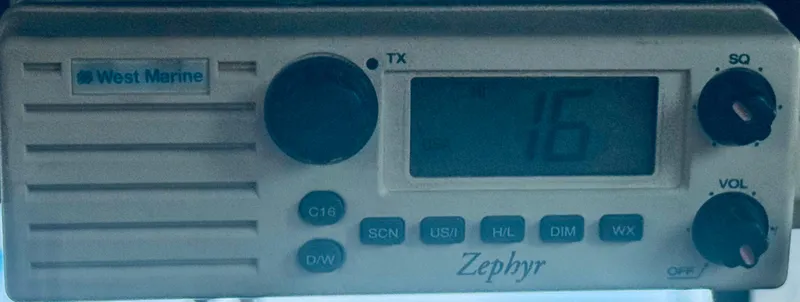 West Marine
TX
16
SQ
VOL
OFF
C16
D/W
SCN
US/I
H/L
DIM
WX
Zephyr